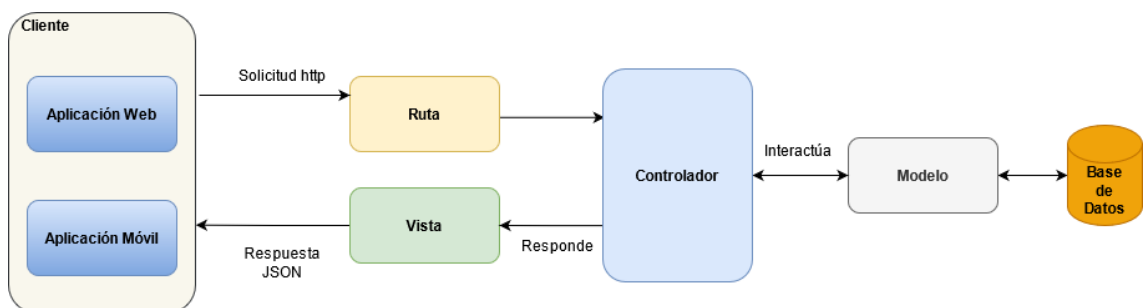 Cliente
Aplicación Web
Aplicación Móvil
Solicitud http
Ruta
Vista
Respuesta
JSON
Responde
Controlador
Interactúa
Modelo
Base
de
Datos